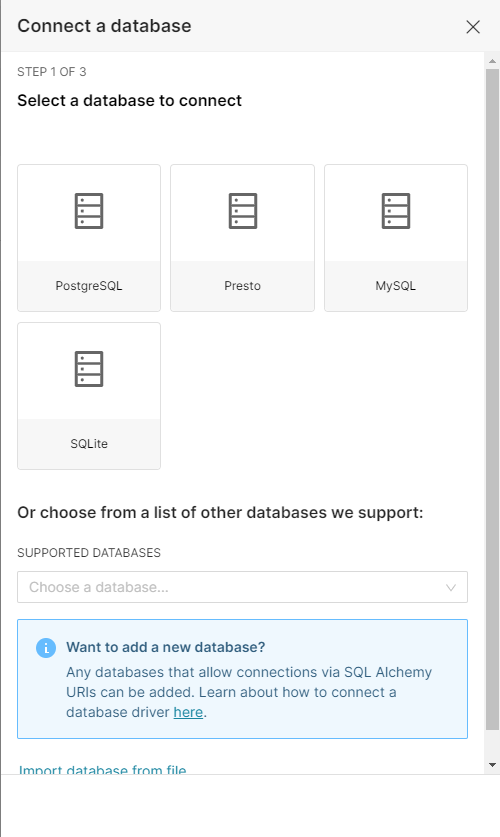 Connect a database
STEP 1 OF 3
Select a database to connect
PostgreSQL
Presto
MySQL
SQLite
Or choose from a list of other databases we support:
SUPPORTED DATABASES
Choose a database...
Want to add a new database?
Any databases that allow connections via SQL Alchemy
URIs can be added. Learn about how to connect a
database driver here.
Import database from file